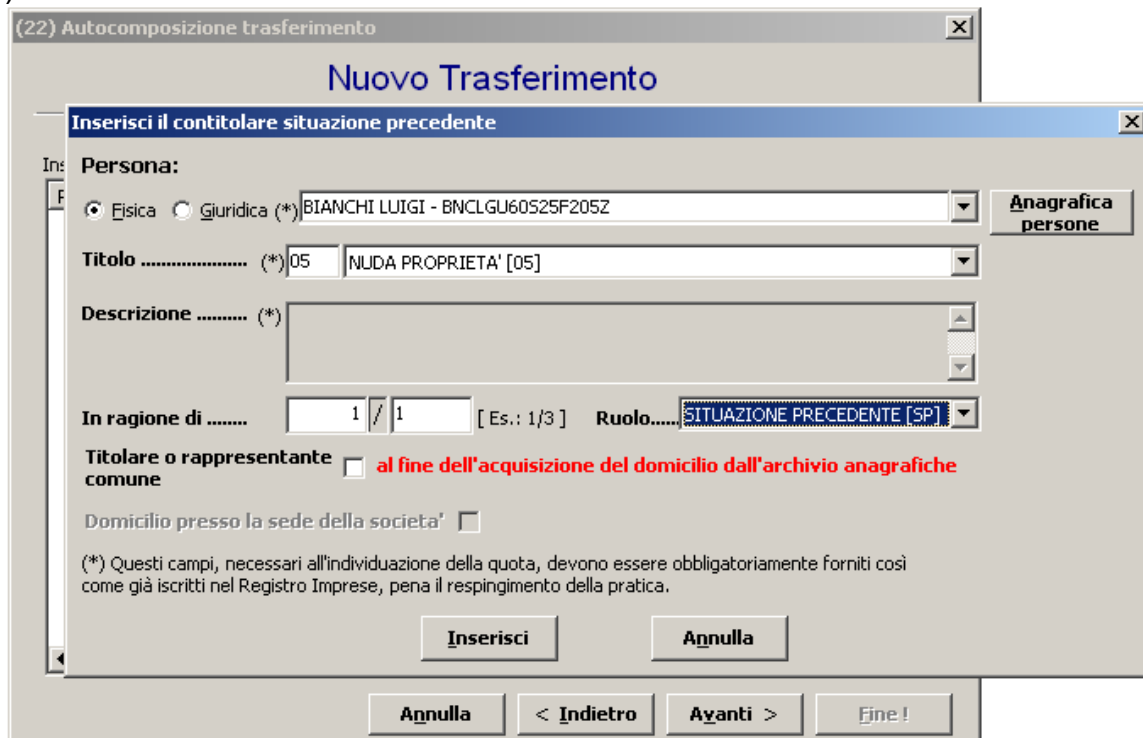 )
(22) Autocomposizione trasferimento
Nuovo Trasferimento
Inserisci il contitolare situazione precedente
Persona:
Fisica Giuridica (*) BIANCHI LUIGI - BNCLGU60S25F205Z
Anagrafica persone
Titolo ..................... (*) 05 NUDA PROPRIETA' [05]
Descrizione .......... (*)
In ragione di ........ 1 / 1 [ Es.: 1/3 ] Ruolo...... SITUAZIONE PRECEDENTE [SP]
Titolare o rappresentante comune al fine dell'acquisizione del domicilio dall'archivio anagrafiche
Domicilio presso la sede della societa'
(*) Questi campi, necessari all'individuazione della quota, devono essere obbligatoriamente forniti così
come già iscritti nel Registro Imprese, pena il respingimento della pratica.
Inserisci Annulla
Annulla < Indietro Avanti > Fine !